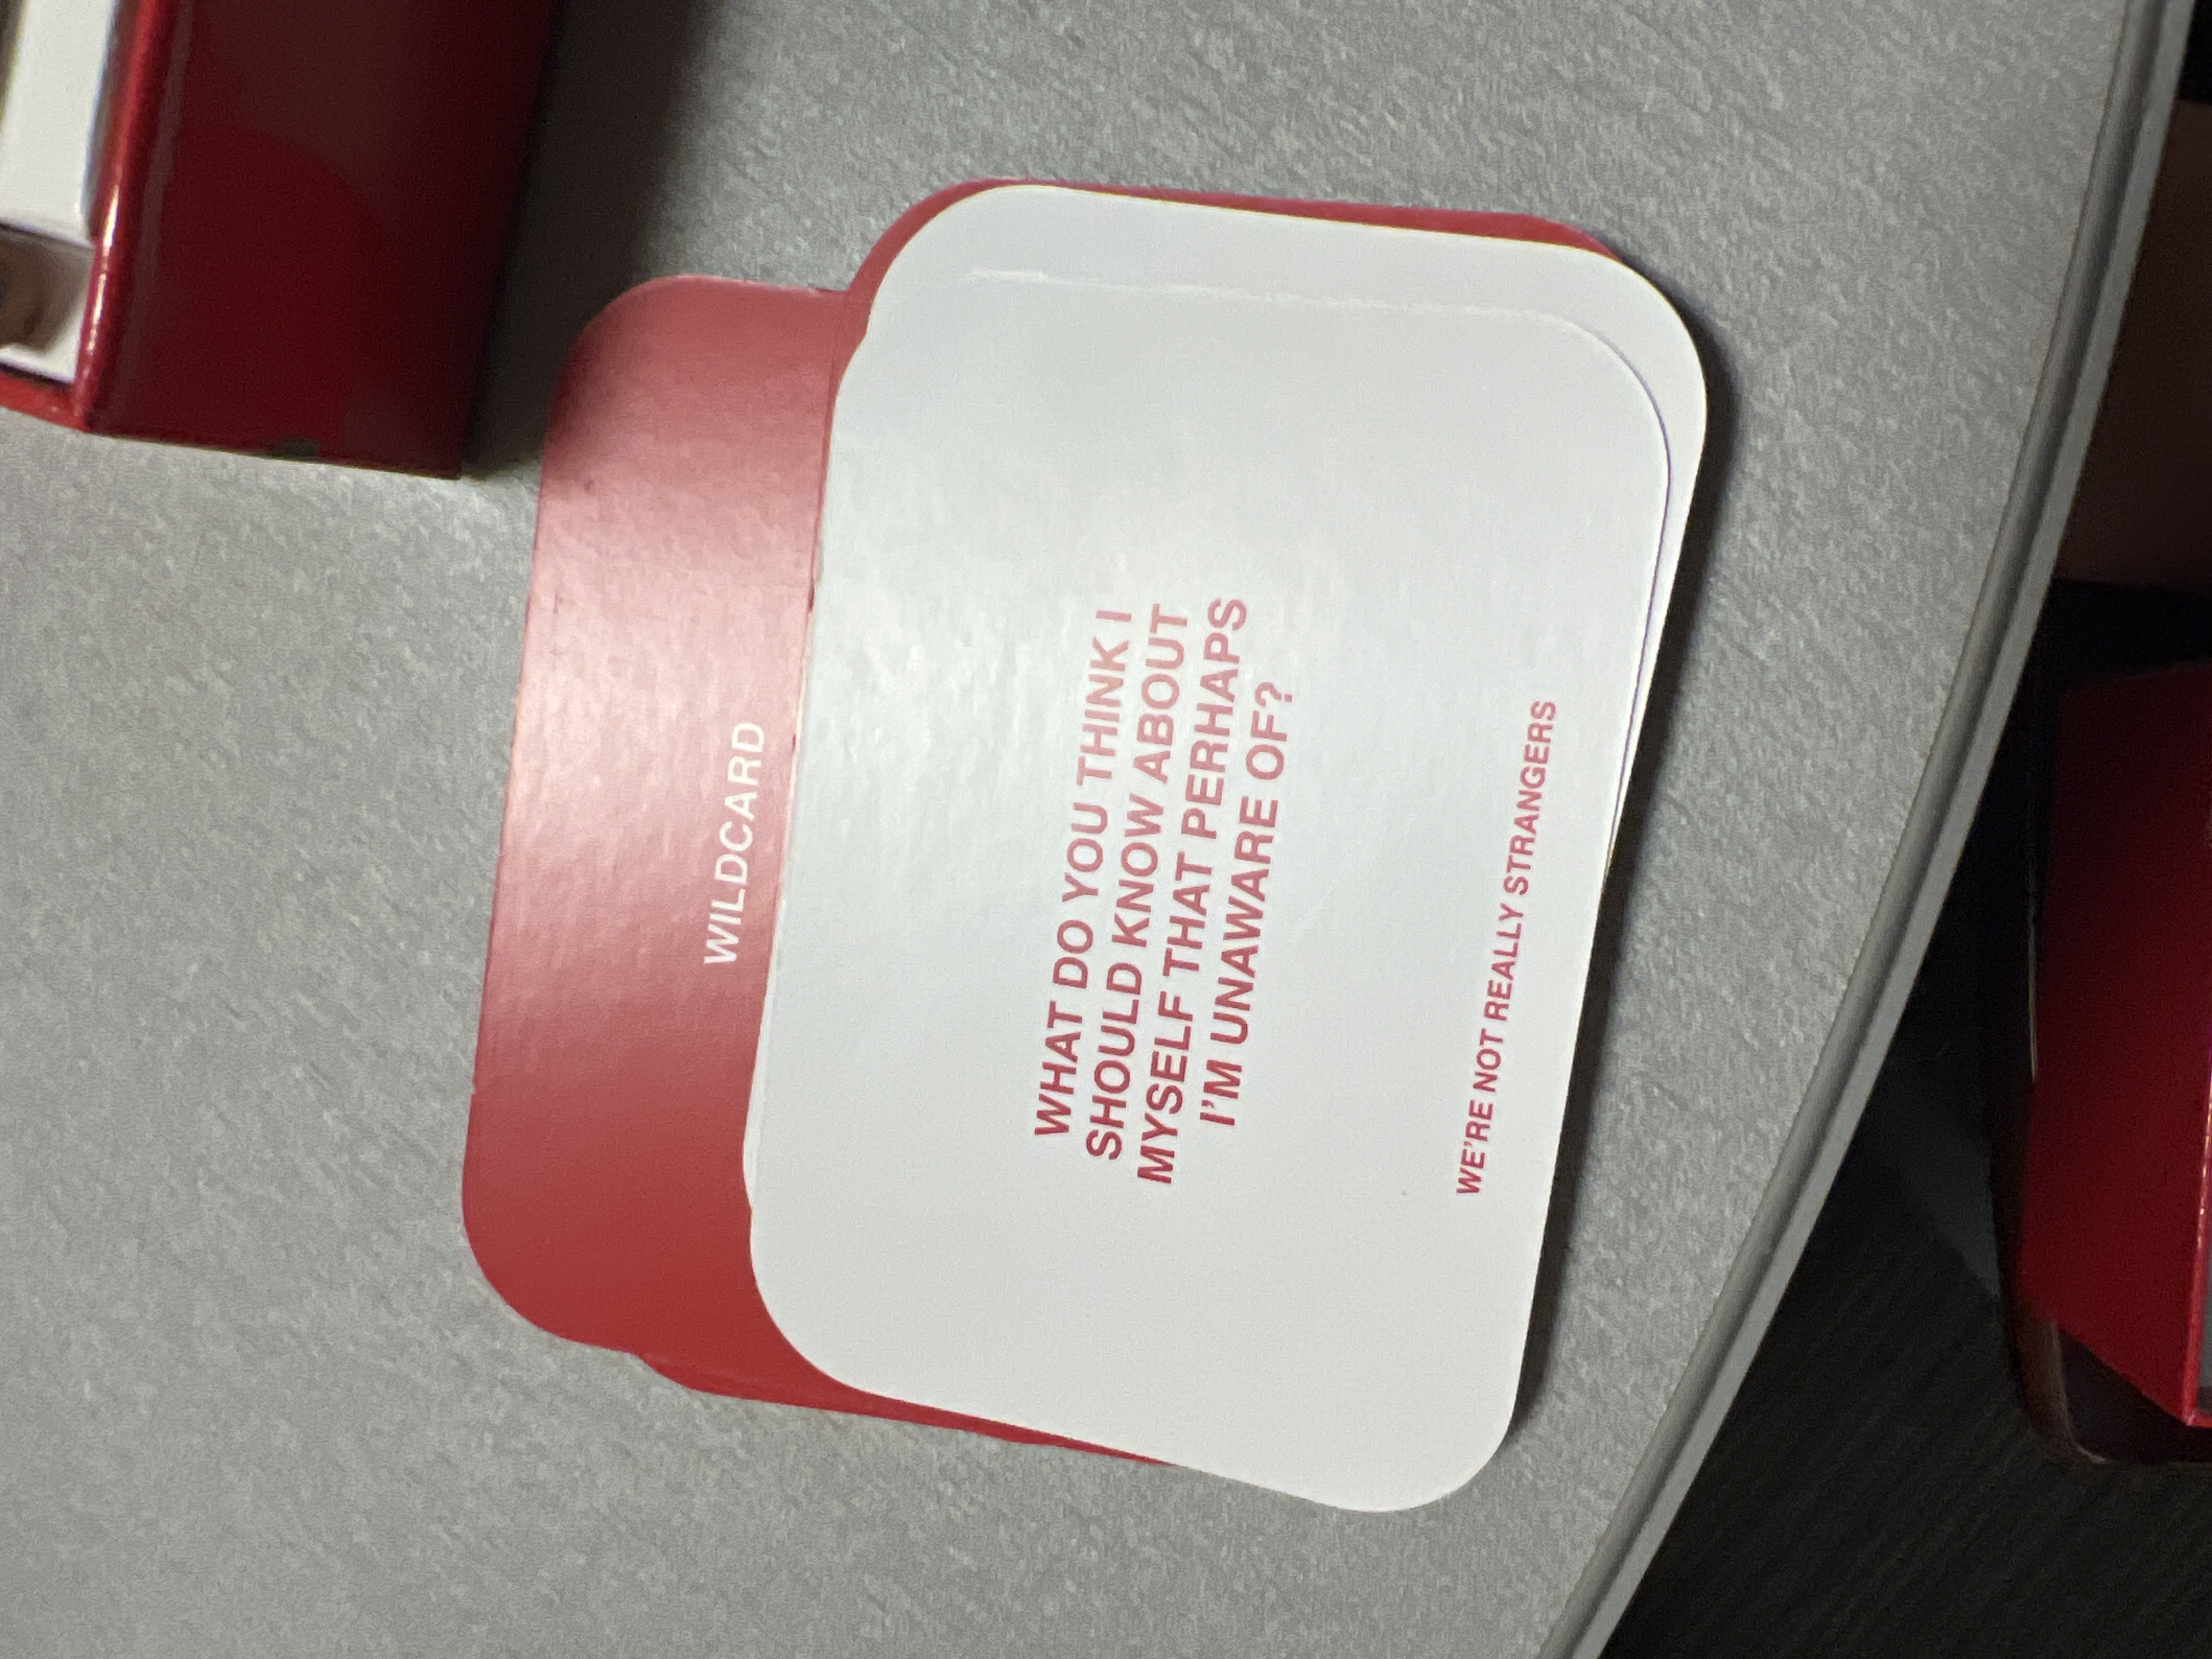 WILDCARD
WHAT DO YOU THINK I
SHOULD KNOW ABOUT
MYSELF THAT PERHAPS
I'M UNAWARE OF?
WE'RE NOT REALLY STRANGERS